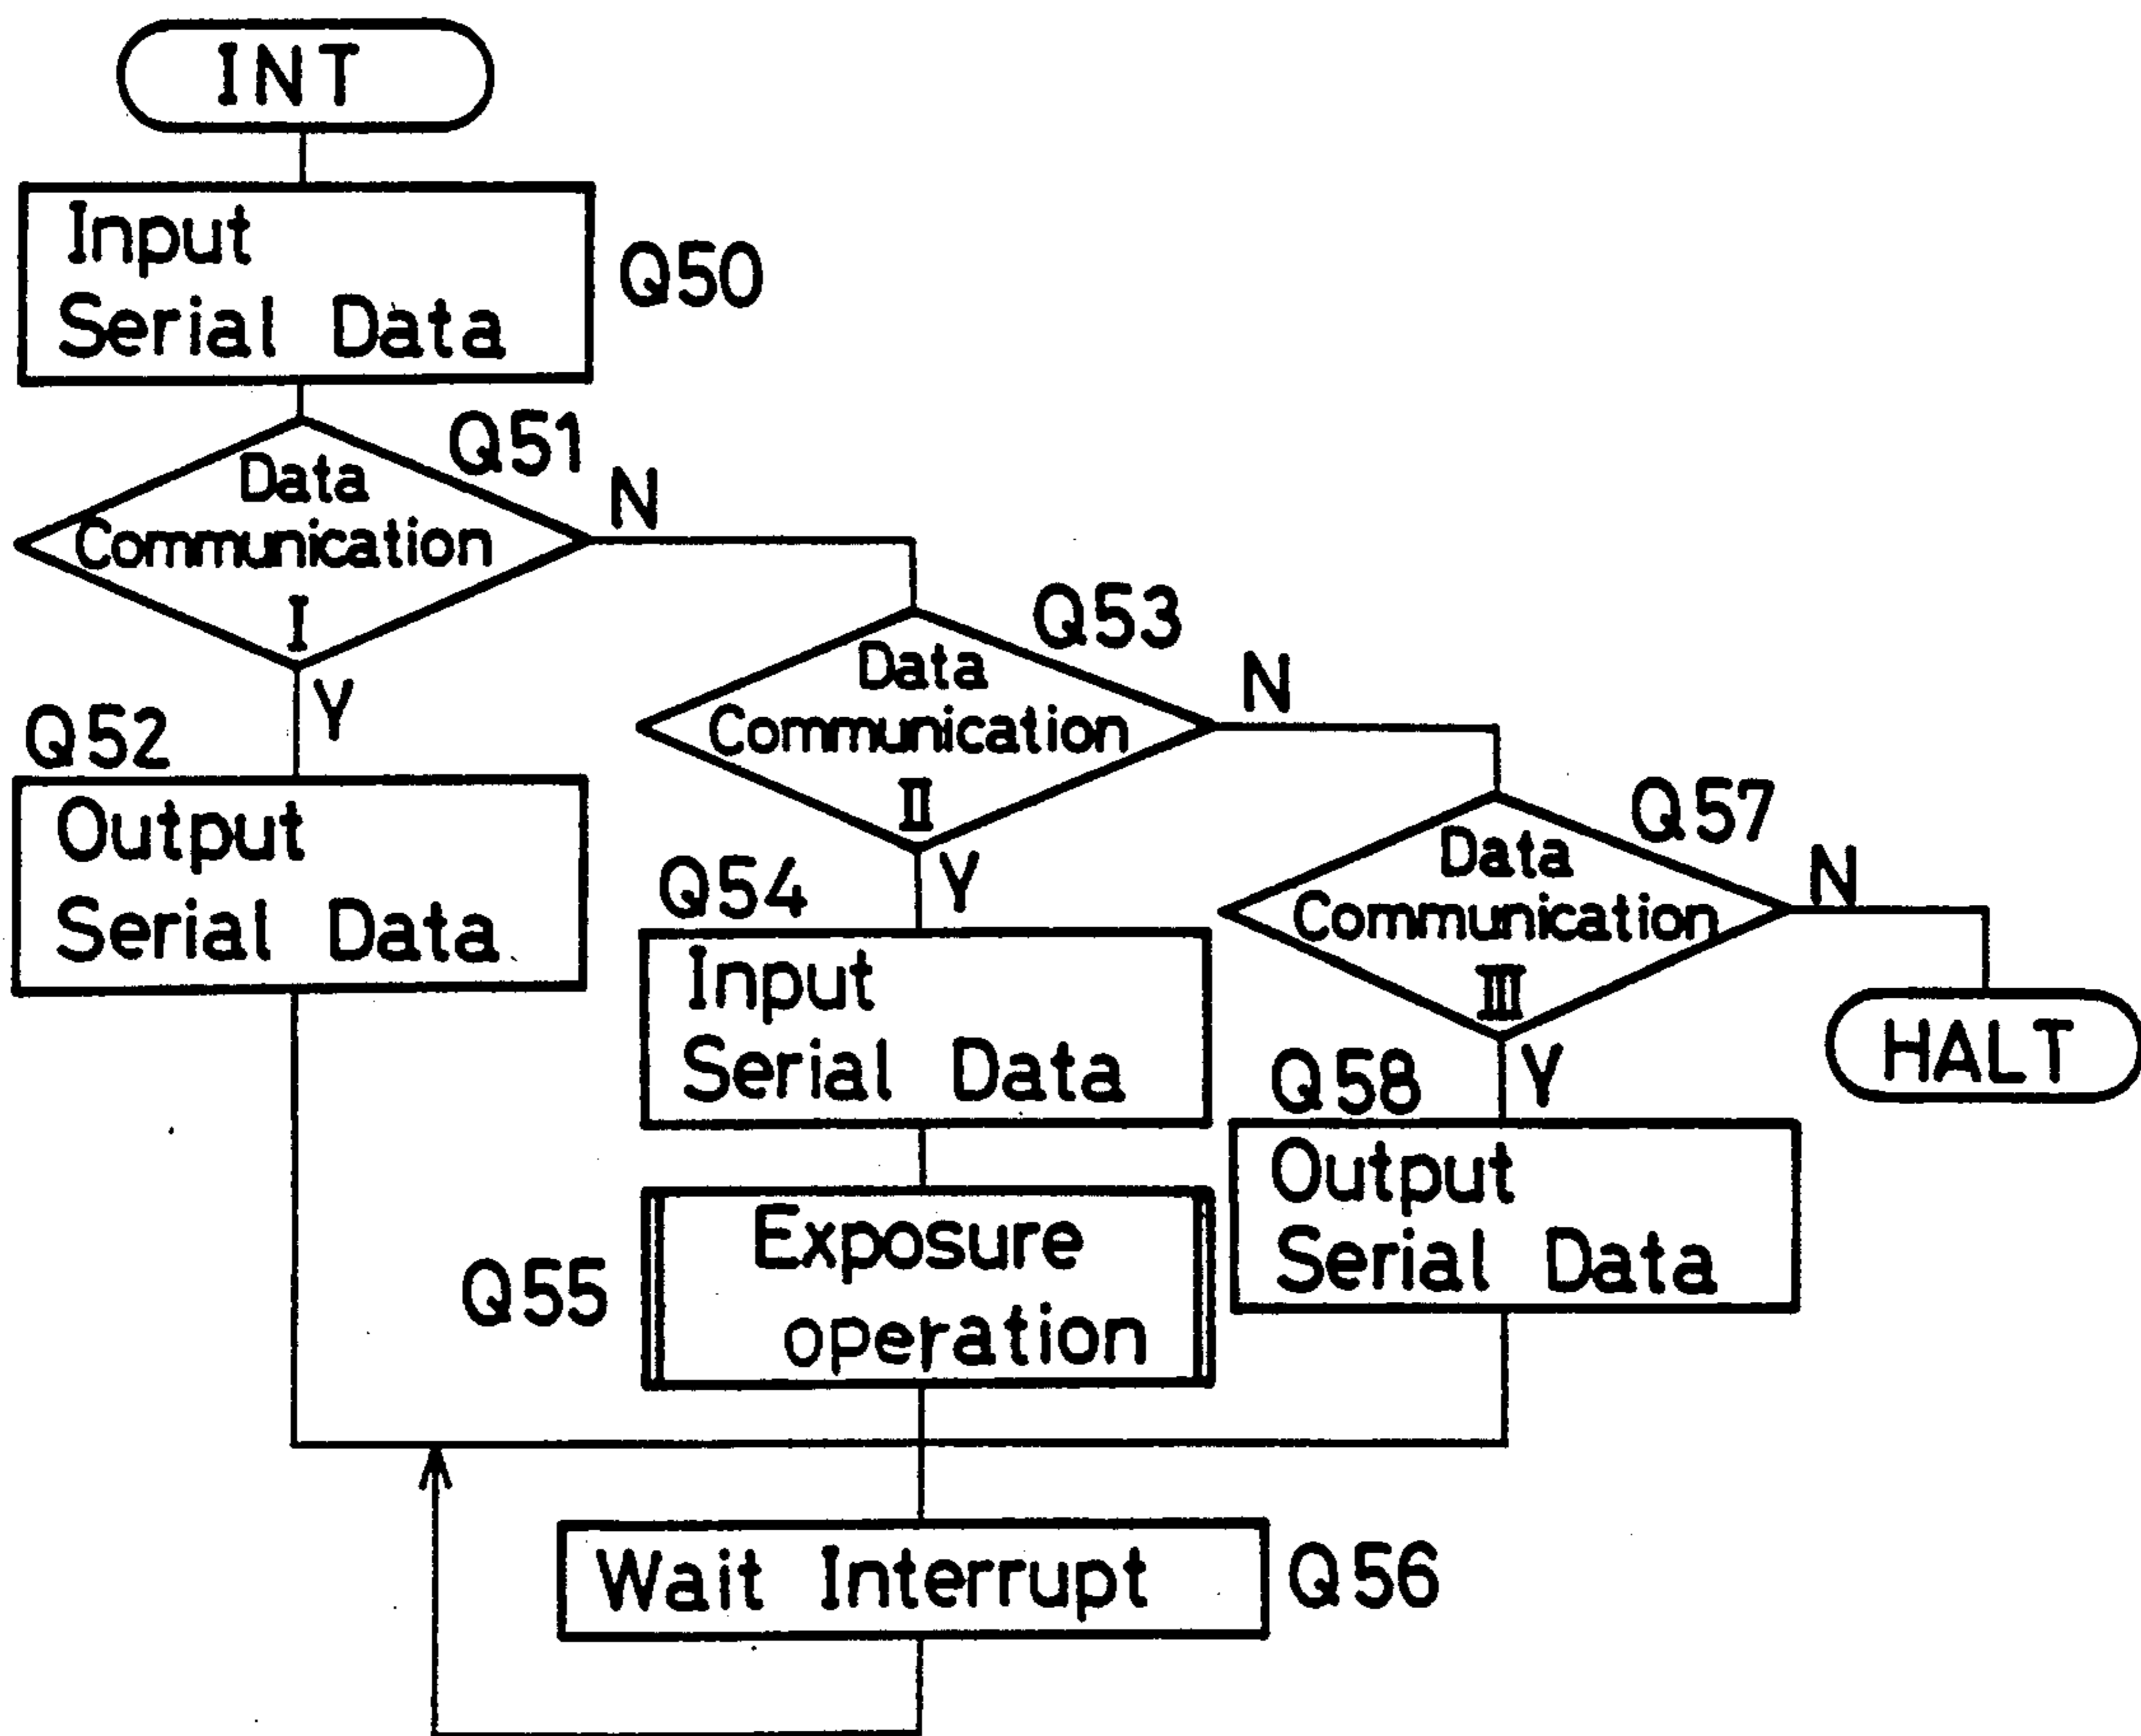 INT
Input
Serial Data
Q50
Q51
Data
Communication
I
N
Y
Q52
Output
Serial Data
Q53
Data
Communication
II
N
Y
Q54
Input
Serial Data
Q55
Exposure
operation
Q57
Data
Communication
III
N
HALT
Y
Q58
Output
Serial Data
Wait Interrupt
Q56